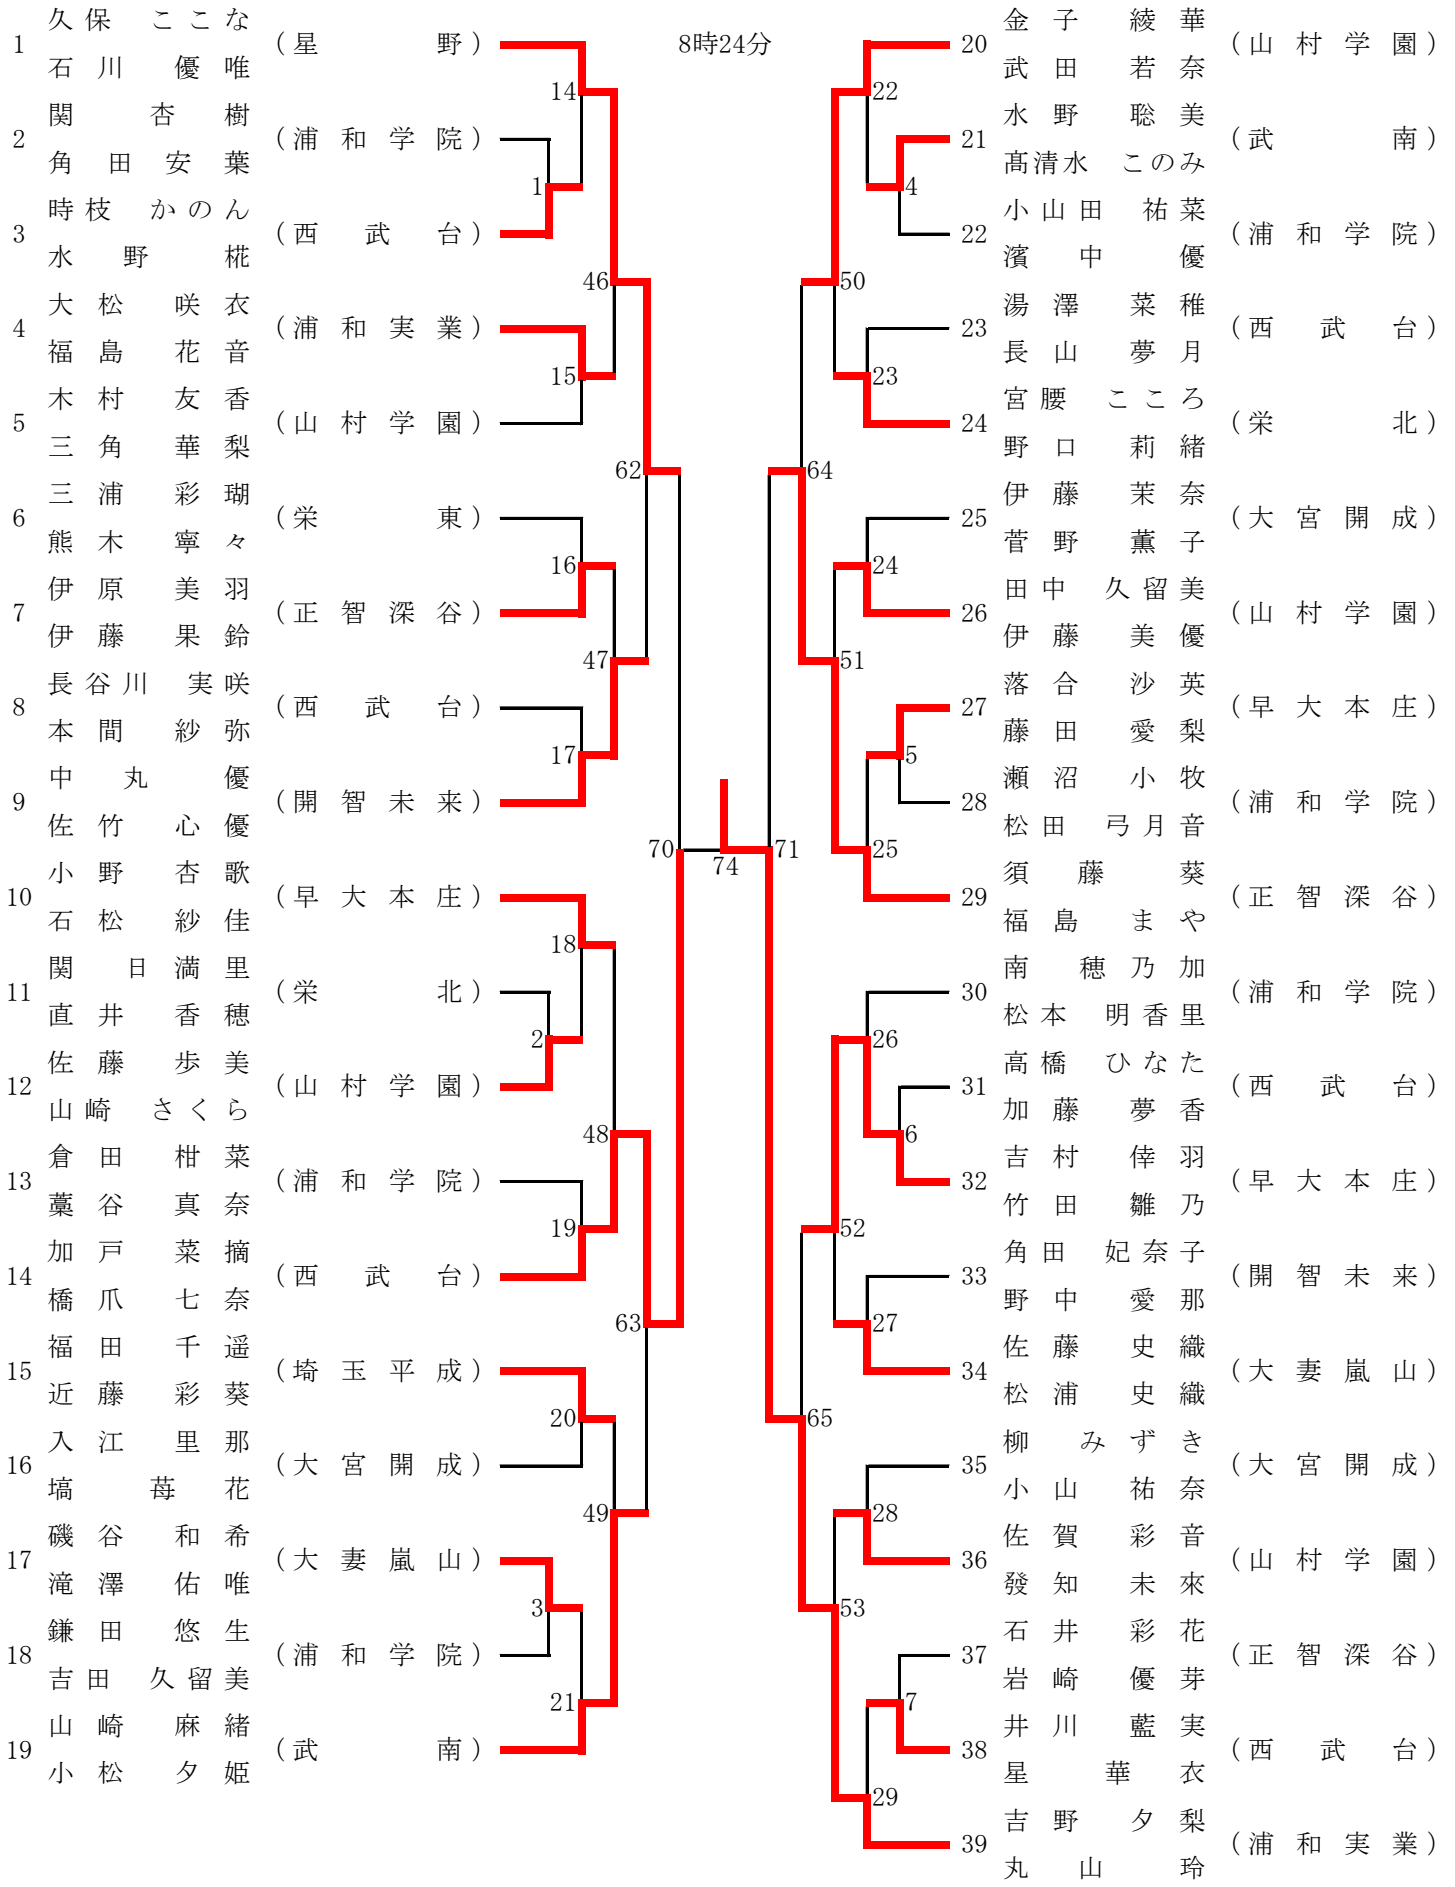 8時24分
久保 ここな
1 (星野)
石川 優唯
関 杏樹
2 (浦和学院)
角田 安葉
時枝 かのん
3 (西武台)
水野 椛
大松 咲衣
4 (浦和実業)
福島 花音
木村 友香
5 (山村学園)
三角 華梨
三浦 彩瑚
6 (栄東)
熊木 寧々
伊原 美羽
7 (正智深谷)
伊藤 果鈴
長谷川 実咲
8 (西武台)
本間 紗弥
中丸 優
9 (開智未来)
佐竹 心優
小野 杏歌
10 (早大本庄)
石松 紗佳
関 日満里
11 (栄北)
直井 香穂
佐藤 歩美
12 (山村学園)
山崎 さくら
倉田 柑菜
13 (浦和学院)
藁谷 真奈
加戸 菜摘
14 (西武台)
橋爪 七奈
福田 千遥
15 (埼玉平成)
近藤 彩葵
入江 里那
16 (大宮開成)
塙 苺花
磯谷 和希
17 (大妻嵐山)
滝澤 佑唯
鎌田 悠生
18 (浦和学院)
吉田 久留美
山崎 麻緒
19 (武南)
小松 夕姫
14
1
46
15
62
16
47
17
70
18
2
48
19
63
20
49
3
21
74
22
4
50
23
64
24
51
5
25
71
26
6
52
27
65
28
53
7
29
金子 綾華
20 (山村学園)
武田 若奈
水野 聡美
21 (武南)
髙清水 このみ
小山田 祐菜
22 (浦和学院)
濱中 優
湯澤 菜稚
23 (西武台)
長山 夢月
宮腰 こころ
24 (栄北)
野口 莉緒
伊藤 茉奈
25 (大宮開成)
菅野 薫子
田中 久留美
26 (山村学園)
伊藤 美優
落合 沙英
27 (早大本庄)
藤田 愛梨
瀬沼 小牧
28 (浦和学院)
松田 弓月音
須藤 葵
29 (正智深谷)
福島 まや
南 穂乃加
30 (浦和学院)
松本 明香里
高橋 ひなた
31 (西武台)
加藤 夢香
吉村 倖羽
32 (早大本庄)
竹田 雛乃
角田 妃奈子
33 (開智未来)
野中 愛那
佐藤 史織
34 (大妻嵐山)
松浦 史織
柳 みずき
35 (大宮開成)
小山 祐奈
佐賀 彩音
36 (山村学園)
發知 未來
石井 彩花
37 (正智深谷)
岩崎 優芽
井川 藍実
38 (西武台)
星 華衣
吉野 夕梨
39 (浦和実業)
丸山 玲